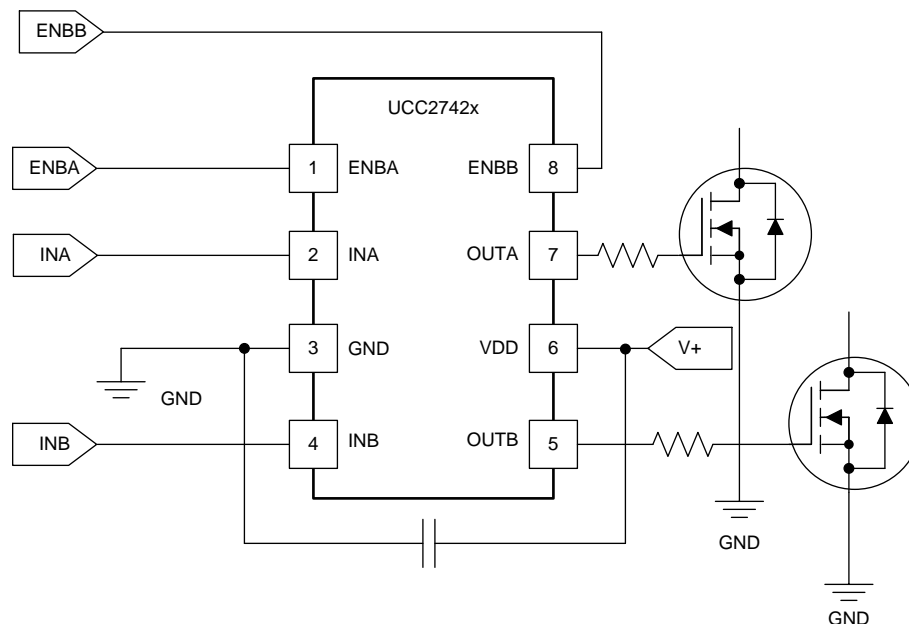 ENBB
UCC2742x
ENBA
1
ENBA
ENBB
8
INA
2
INA
OUTA
7
3
GND
VDD
6
V+
GND
INB
4
INB
OUTB
5
GND
GND